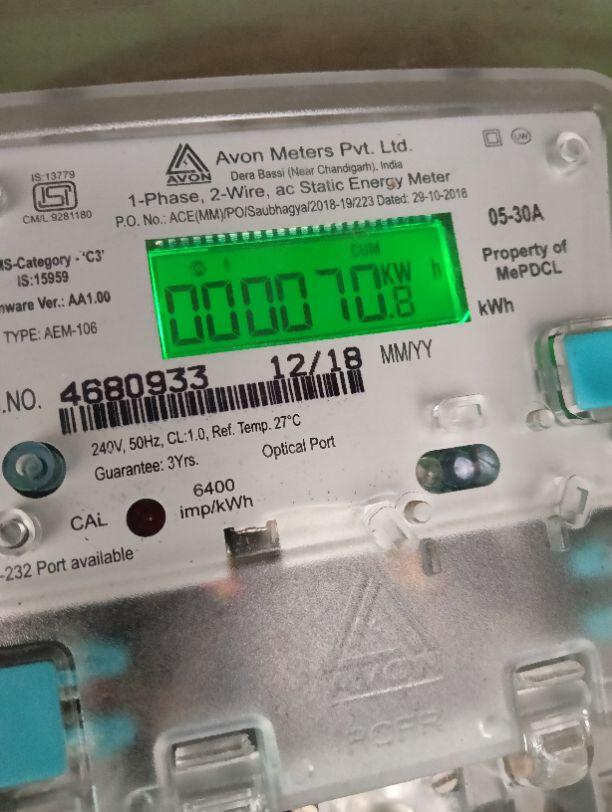 IS:13779
ISI
CM/L 9281180
AVON
Avon Meters Pvt. Ltd.
Dera Bassi (Near Chandigarh), India
1-Phase, 2-Wire, ac Static Energy Meter
P.O. No.: ACE(MM)/PO/Saubhagya/2018-19/223 Dated: 29-10-2018
05-30A
MS-Category - 'C3'
IS:15959
mware Ver.: AA1.00
TYPE: AEM-106
CUM
000070.8 KW h
Property of
MePDCL
kWh
.NO. 4680933 12/18 MM/YY
240V, 50Hz, CL:1.0, Ref. Temp. 27°C
Guarantee: 3Yrs.
Optical Port
CAL
6400
imp/kWh
-232 Port available
AVON